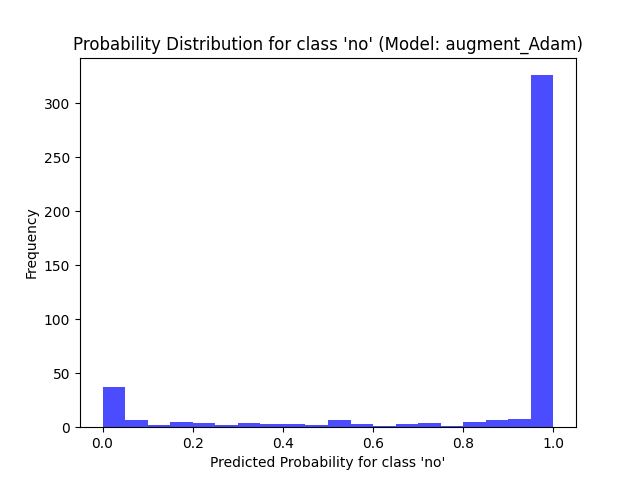 Probability Distribution for class 'no' (Model: augment_Adam)
300
250
200
150
100
50
0
Frequency
0.0 0.2 0.4 0.6 0.8 1.0
Predicted Probability for class 'no'